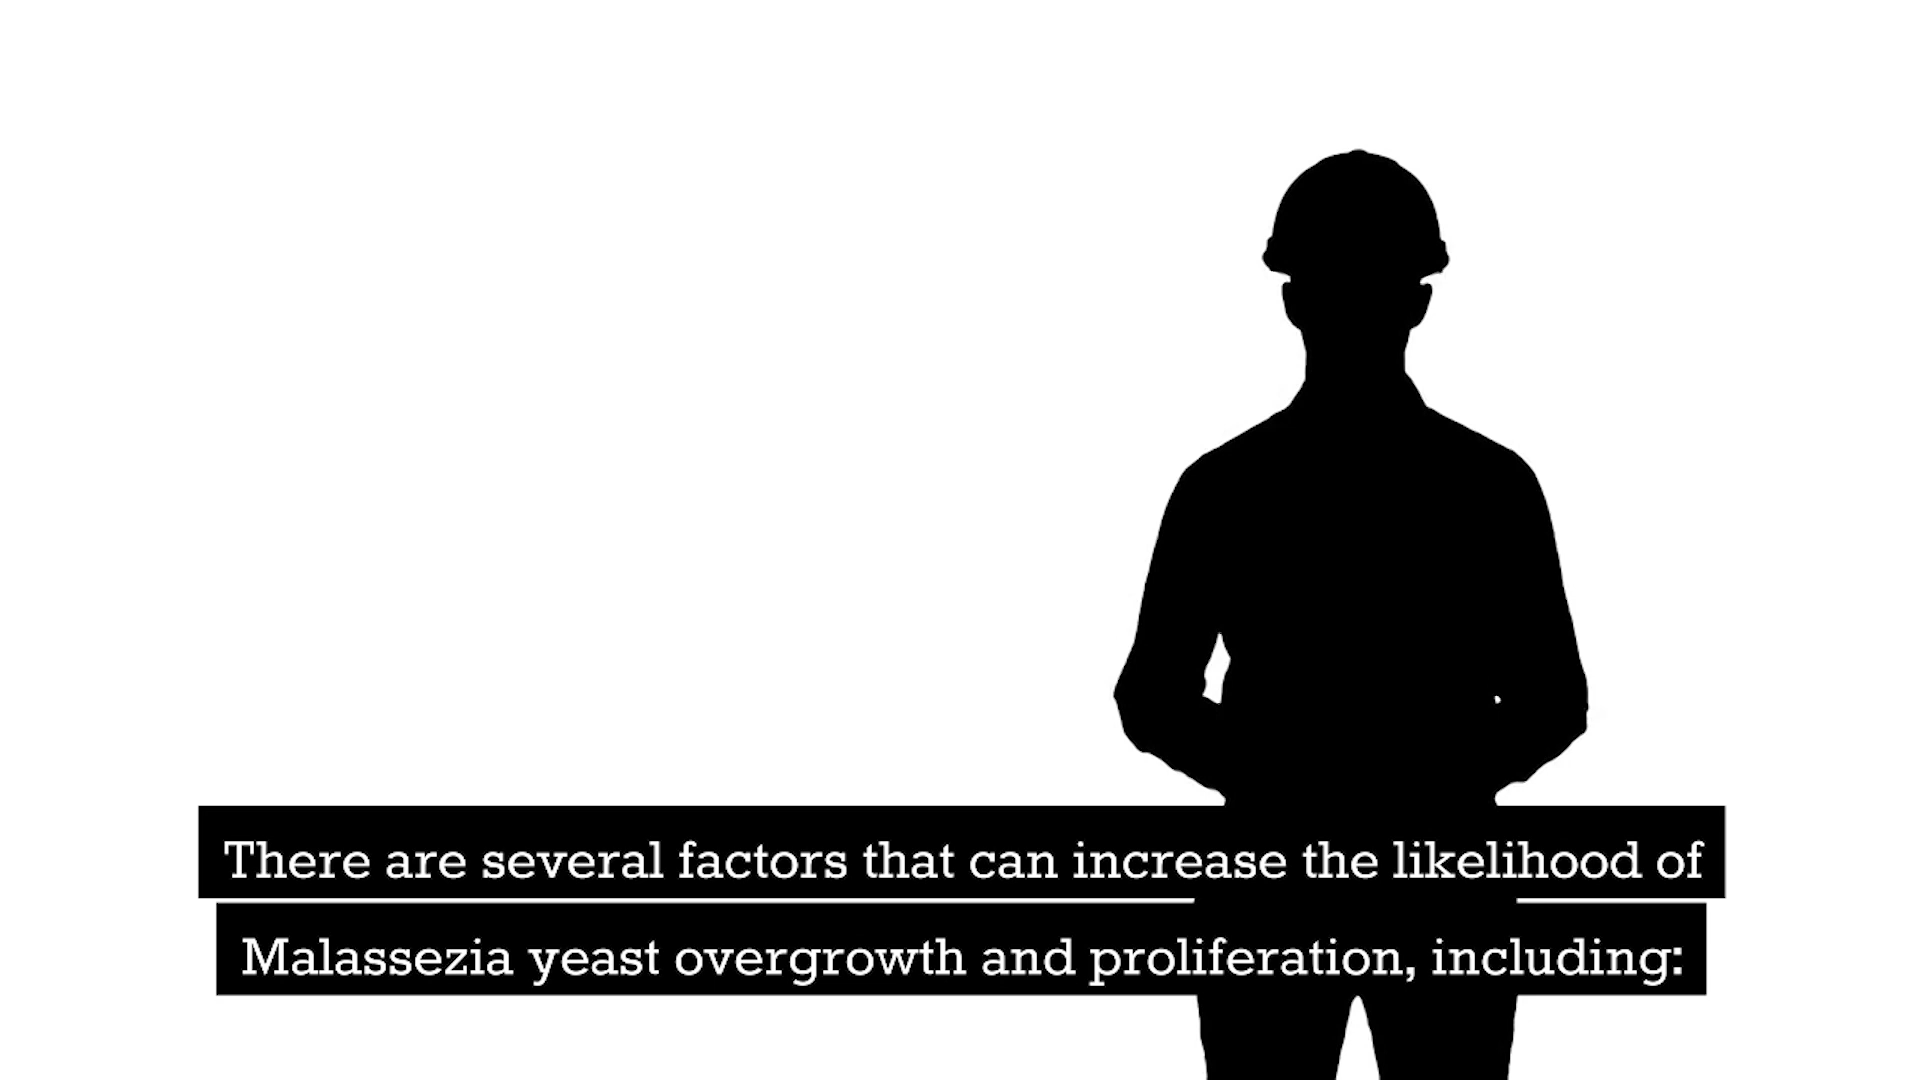 There are several factors that can increase the likelihood of
Malassezia yeast overgrowth and proliferation, including: